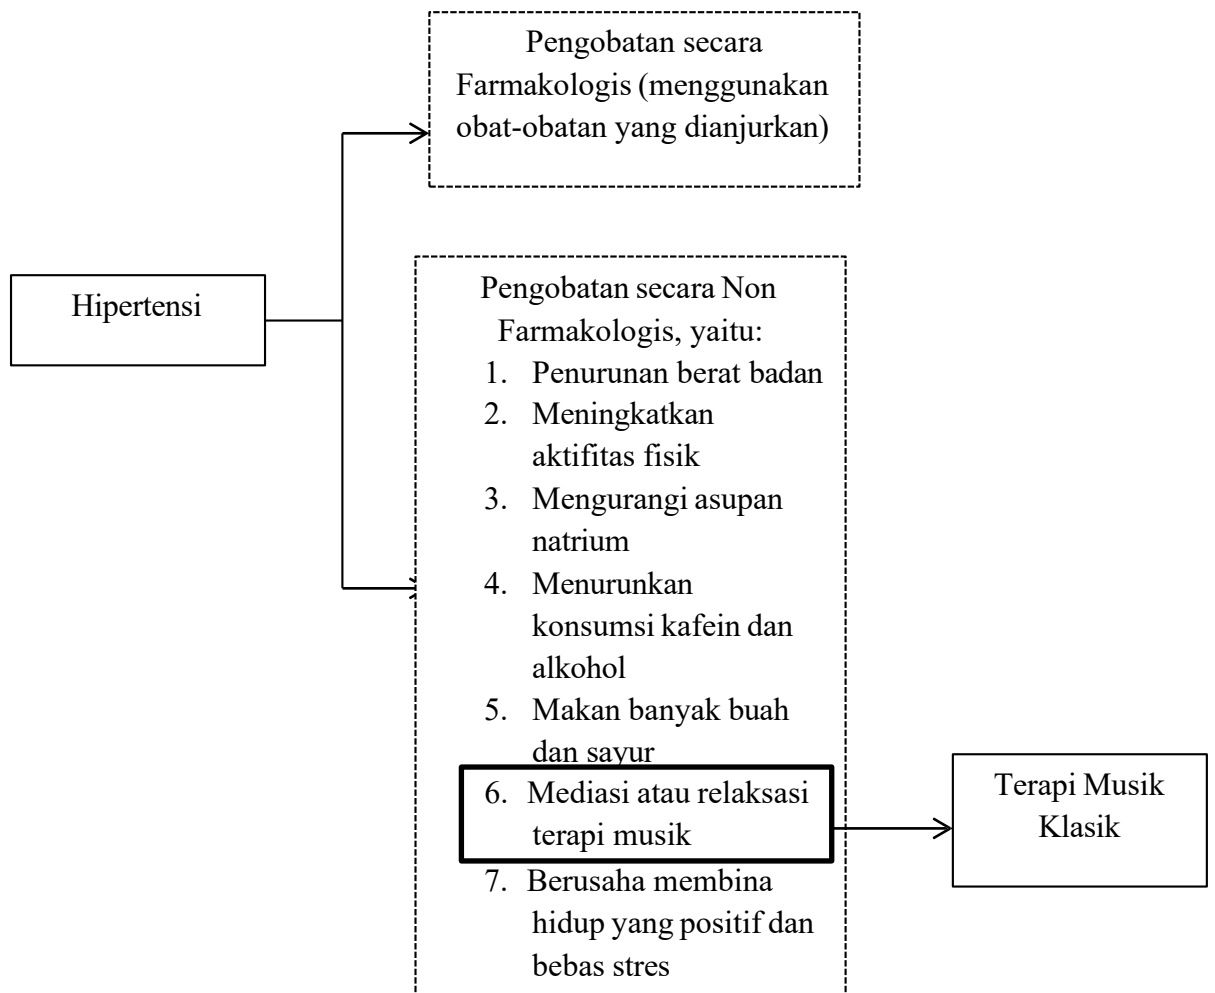 Pengobatan secara
Farmakologis (menggunakan
obat-obatan yang dianjurkan)
Hipertensi
Pengobatan secara Non
Farmakologis, yaitu:
1. Penurunan berat badan
2. Meningkatkan
aktifitas fisik
3. Mengurangi asupan
natrium
4. Menurunkan
konsumsi kafein dan
alkohol
5. Makan banyak buah
dan sayur
6. Mediasi atau relaksasi
terapi musik
7. Berusaha membina
hidup yang positif dan
bebas stres
Terapi Musik
Klasik